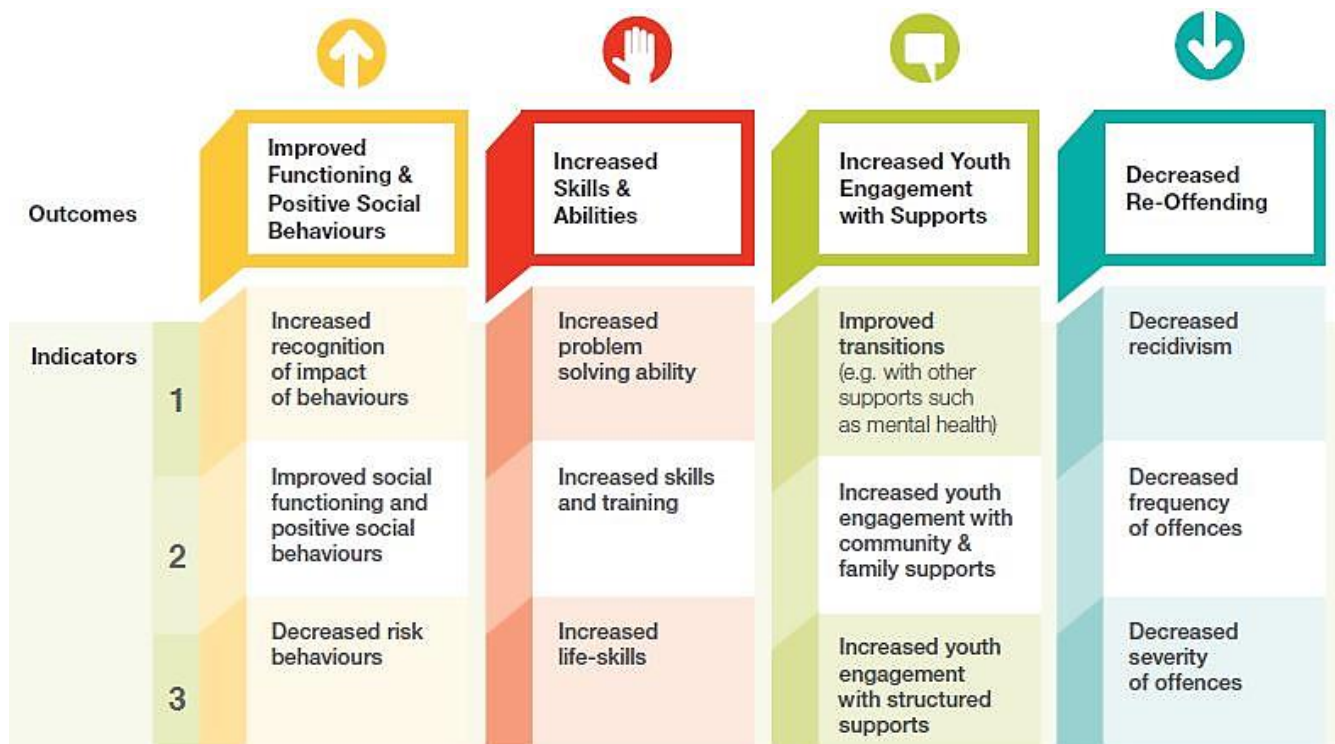 Outcomes
Improved
Functioning &
Positive Social
Behaviours
Increased
Skills &
Abilities
Increased Youth
Engagement
with Supports
Decreased
Re-Offending
Indicators
1
Increased
recognition
of impact
of behaviours
Increased
problem
solving ability
Improved
transitions
(e.g. with other
supports such
as mental health)
Decreased
recidivism
2
Improved social
functioning and
positive social
behaviours
Increased skills
and training
Increased youth
engagement with
community &
family supports
Decreased
frequency
of offences
3
Decreased risk
behaviours
Increased
life-skills
Increased youth
engagement
with structured
supports
Decreased
severity
of offences